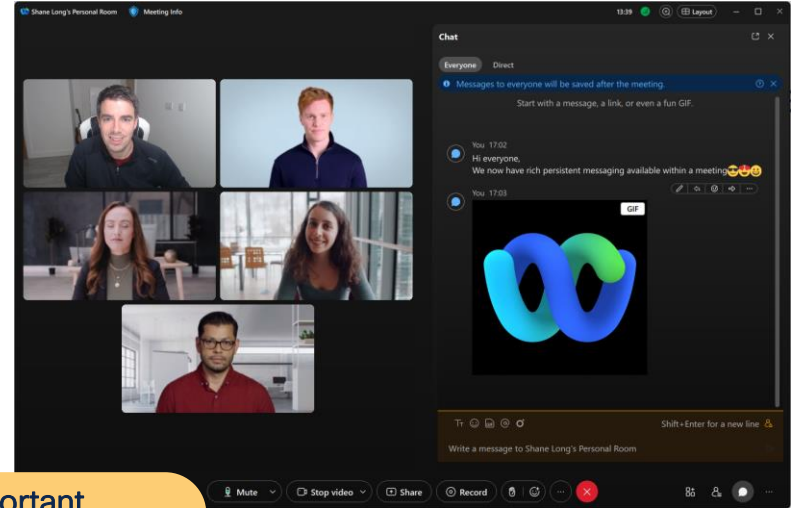 Shane Long's Personal Room Meeting Info 13:39 Layout
Chat
Everyone Direct
Messages to everyone will be saved after the meeting.
Start with a message, a link, or even a fun GIF.
You 17:02
Hi everyone,
We now have rich persistent messaging available within a meeting😎😍😆
You 17:03
GIF
Shift+Enter for a new line
Write a message to Shane Long's Personal Room
Mute Stop video Share Record